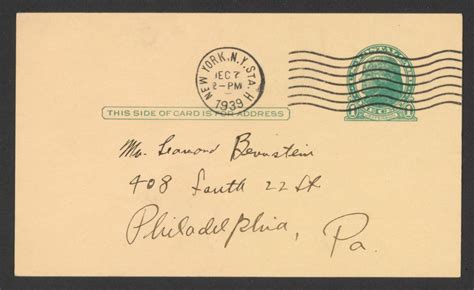 NEW YORK, N.Y. STA. H
DEC 7
2-PM
1939
THIS SIDE OF CARD IS FOR ADDRESS
Mr. Leonard Bernstein
408 South 22 St
Philadelphia, Pa.